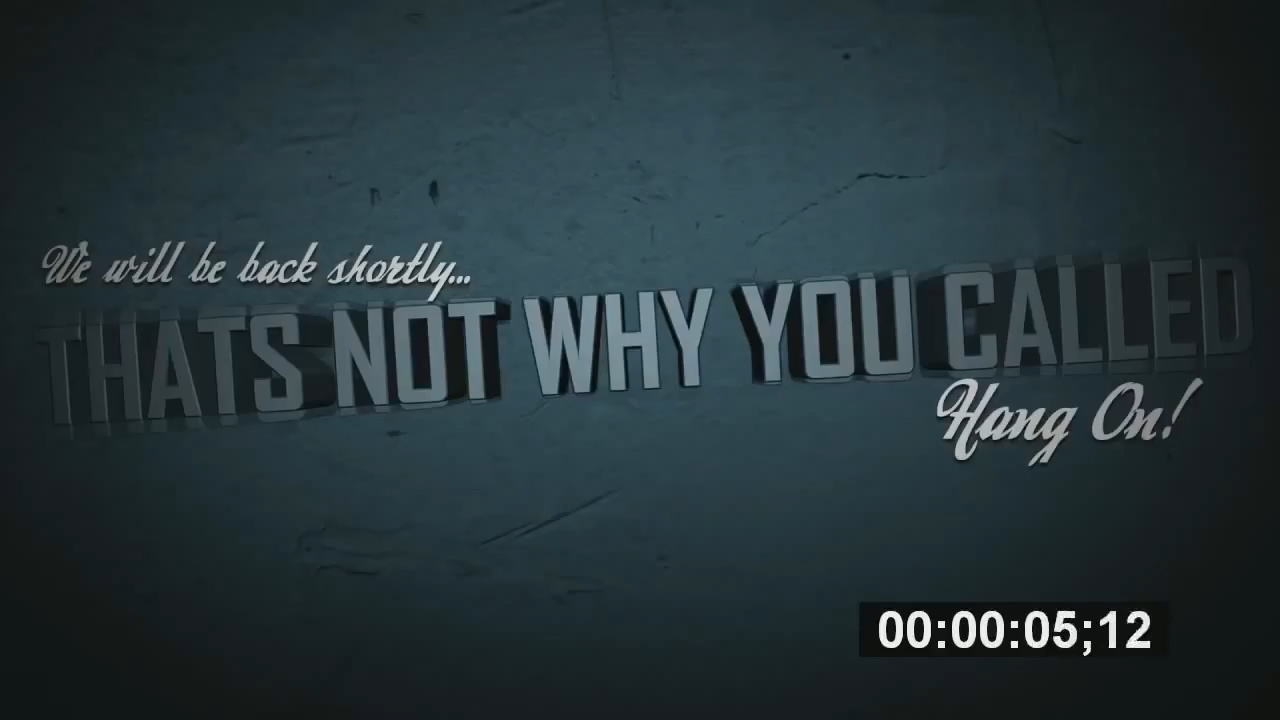 We will be back shortly...
THATS NOT WHY YOU CALLED
Hang On!
00:00:05;12